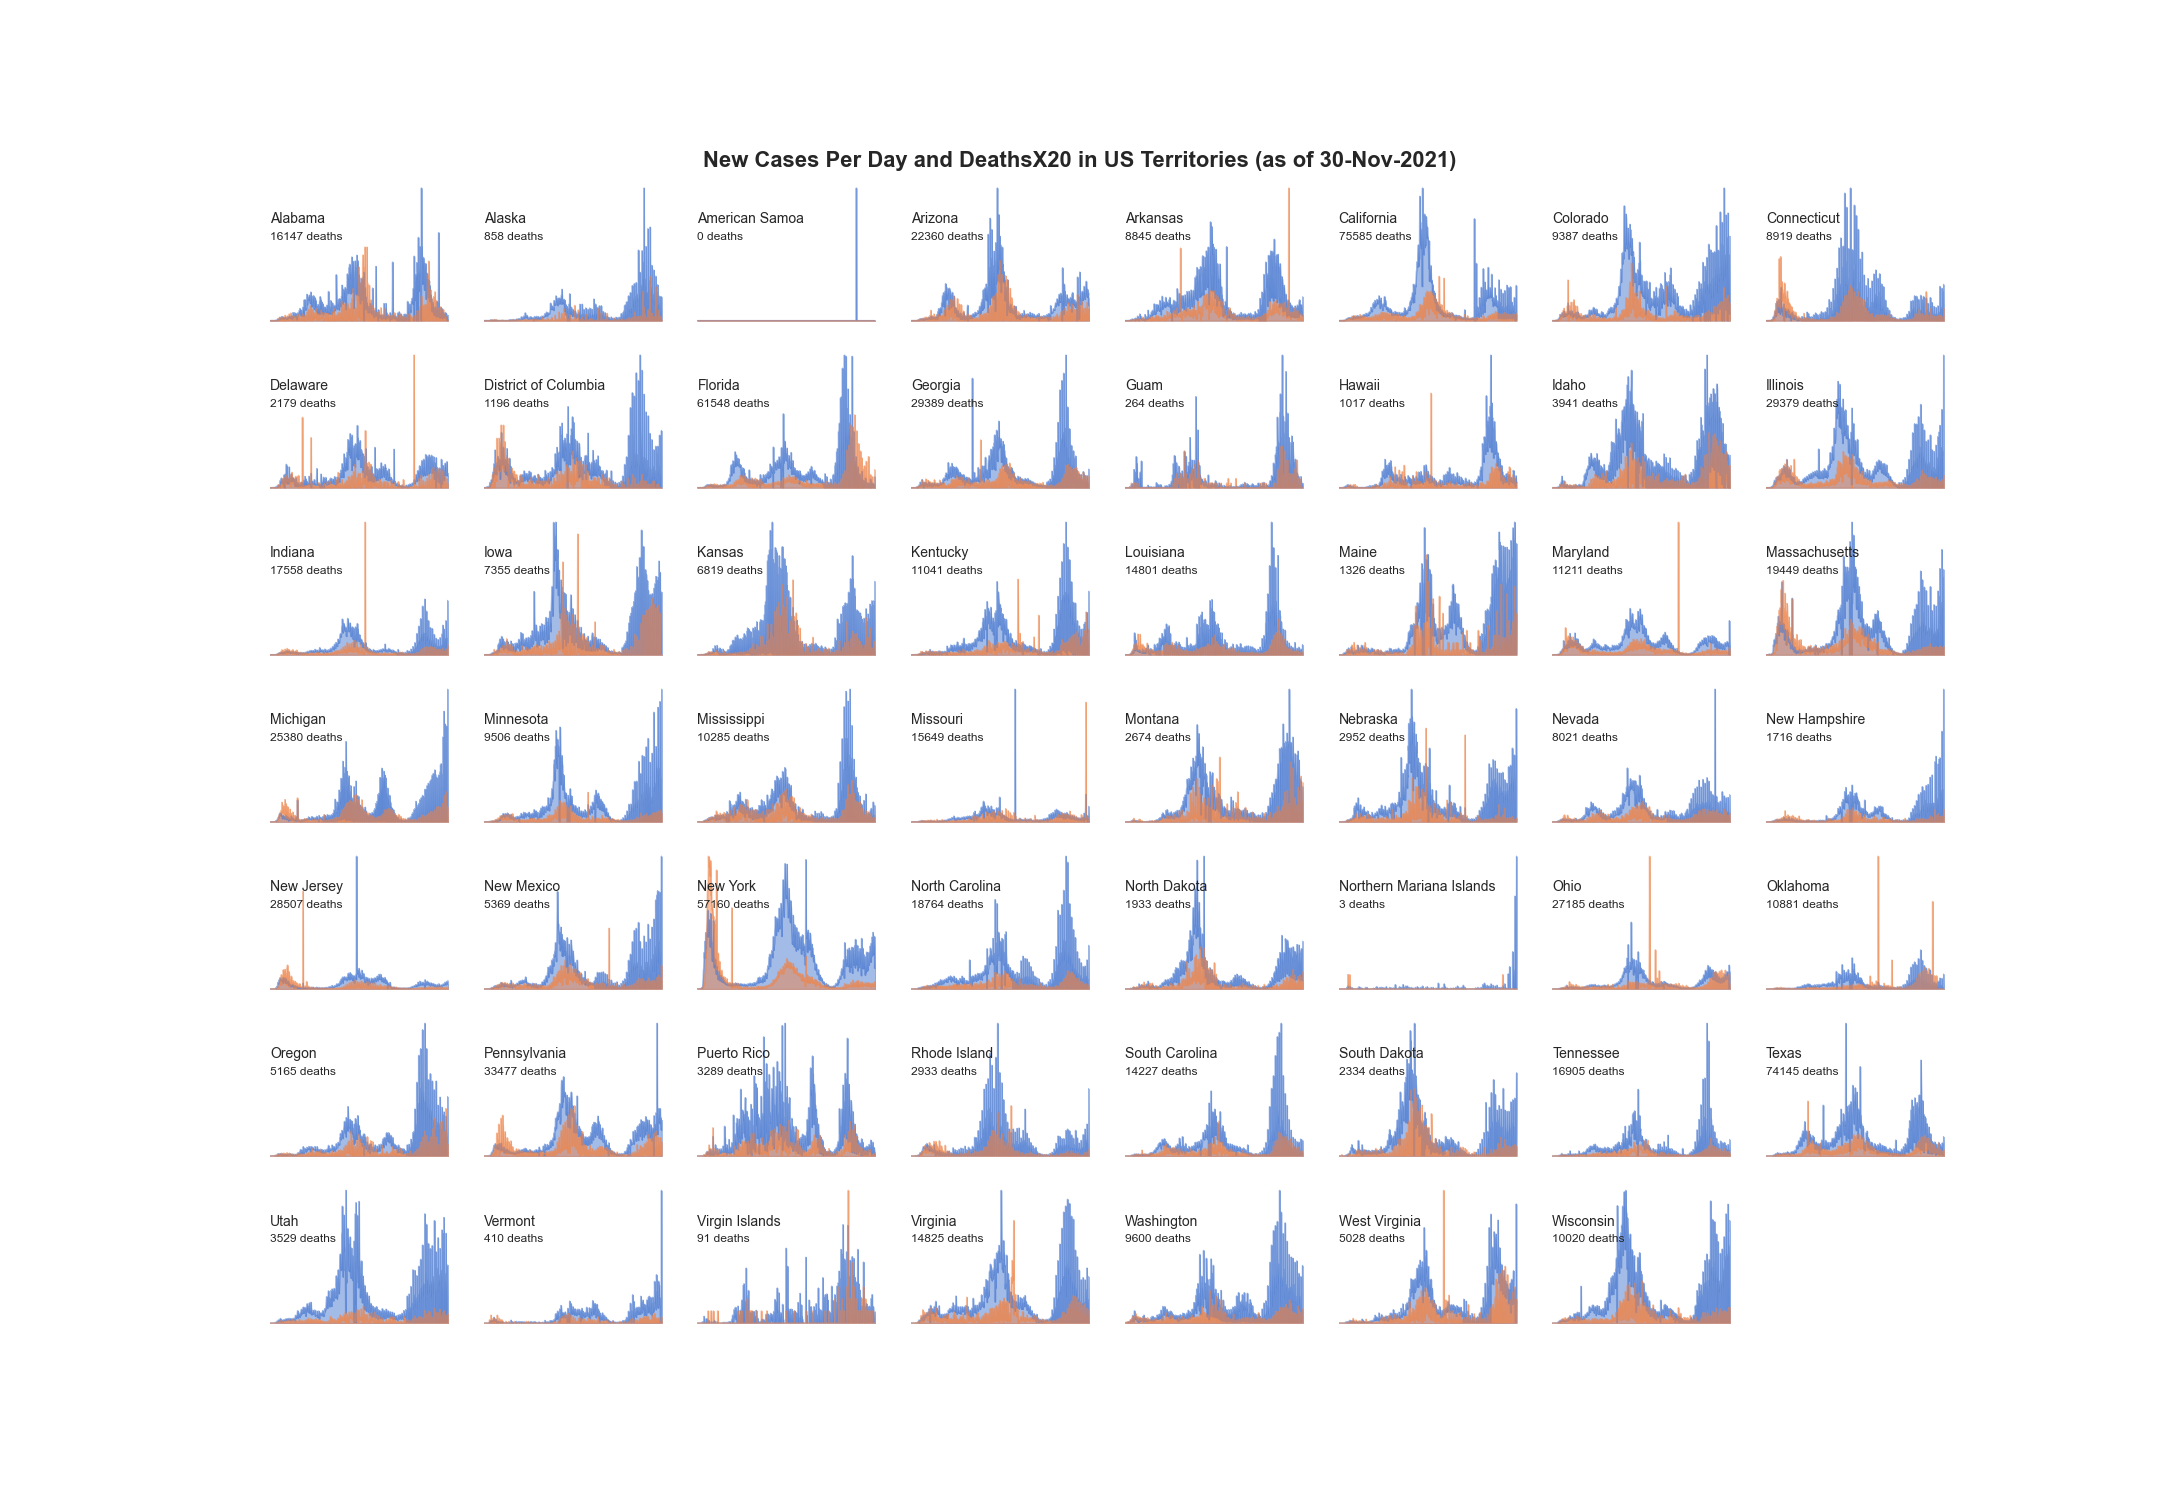 New Cases Per Day and DeathsX20 in US Territories (as of 30-Nov-2021)
Alabama
16147 deaths
Alaska
858 deaths
American Samoa
0 deaths
Arizona
22360 deaths
Arkansas
8845 deaths
California
75585 deaths
Colorado
9387 deaths
Connecticut
8919 deaths
Delaware
2179 deaths
District of Columbia
1196 deaths
Florida
61548 deaths
Georgia
29389 deaths
Guam
264 deaths
Hawaii
1017 deaths
Idaho
3941 deaths
Illinois
29379 deaths
Indiana
17558 deaths
Iowa
7355 deaths
Kansas
6819 deaths
Kentucky
11041 deaths
Louisiana
14801 deaths
Maine
1326 deaths
Maryland
11211 deaths
Massachusetts
19449 deaths
Michigan
25380 deaths
Minnesota
9506 deaths
Mississippi
10285 deaths
Missouri
15649 deaths
Montana
2674 deaths
Nebraska
2952 deaths
Nevada
8021 deaths
New Hampshire
1716 deaths
New Jersey
28507 deaths
New Mexico
5369 deaths
New York
57160 deaths
North Carolina
18764 deaths
North Dakota
1933 deaths
Northern Mariana Islands
3 deaths
Ohio
27185 deaths
Oklahoma
10881 deaths
Oregon
5165 deaths
Pennsylvania
33477 deaths
Puerto Rico
3289 deaths
Rhode Island
2933 deaths
South Carolina
14227 deaths
South Dakota
2334 deaths
Tennessee
16905 deaths
Texas
74145 deaths
Utah
3529 deaths
Vermont
410 deaths
Virgin Islands
91 deaths
Virginia
14825 deaths
Washington
9600 deaths
West Virginia
5028 deaths
Wisconsin
10020 deaths